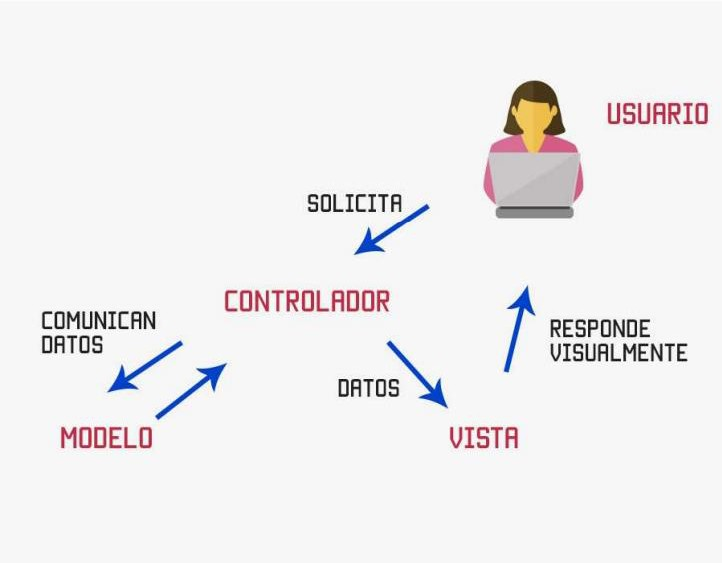 USUARIO
SOLICITA
CONTROLADOR
COMUNICAN
DATOS
RESPONDE
VISUALMENTE
DATOS
MODELO
VISTA